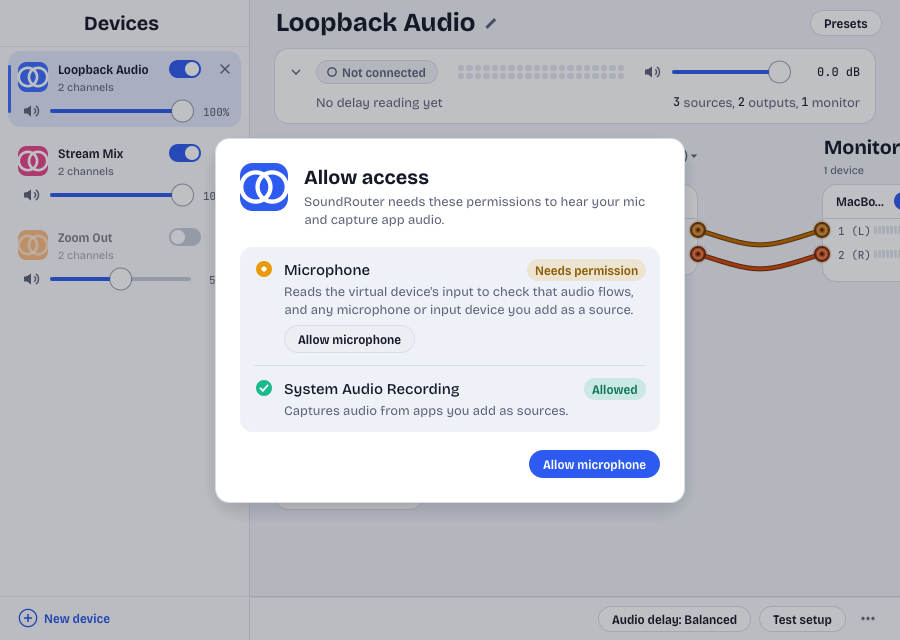 Devices
Loopback Audio
2 channels
100%
Stream Mix
2 channels
Zoom Out
2 channels
New device
Loopback Audio
Presets
Not connected
0.0 dB
No delay reading yet
3 sources, 2 outputs, 1 monitor
1 device
MacBo...
1 (L)
2 (R)
Allow access
SoundRouter needs these permissions to hear your mic
and capture app audio.
Microphone
Needs permission
Reads the virtual device's input to check that audio flows,
and any microphone or input device you add as a source.
Allow microphone
System Audio Recording
Allowed
Captures audio from apps you add as sources.
Allow microphone
Audio delay: Balanced
Test setup